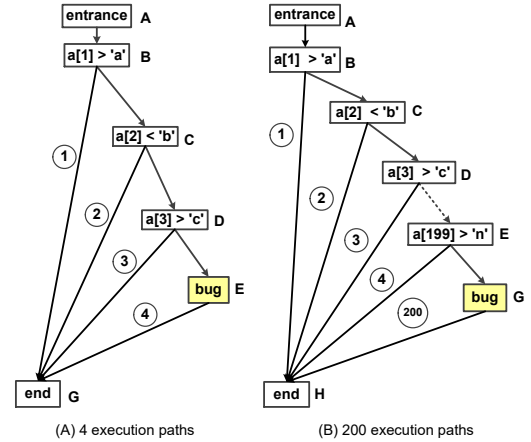 entrance A
a[1] > 'a' B
1
a[2] < 'b' C
2
a[3] > 'c' D
3
bug E
4
end G
(A) 4 execution paths
entrance A
a[1] > 'a' B
1
a[2] < 'b' C
2
a[3] > 'c' D
3
a[199] > 'n' E
4
bug G
200
end H
(B) 200 execution paths